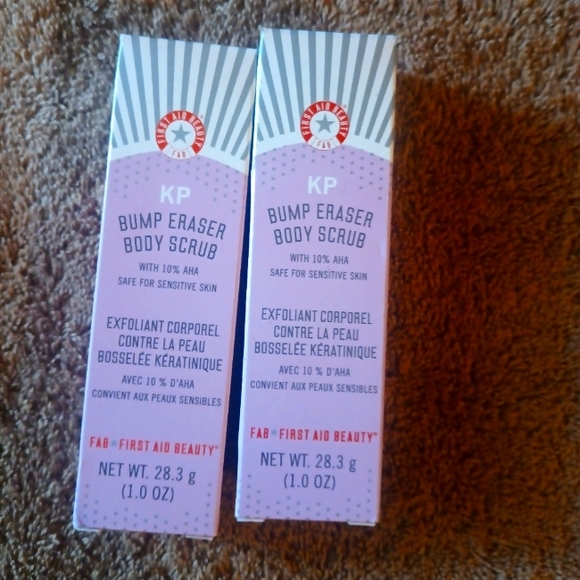 FIRST AID BEAUTY
FAB
KP
BUMP ERASER
BODY SCRUB
WITH 10% AHA
SAFE FOR SENSITIVE SKIN
EXFOLIANT CORPOREL
CONTRE LA PEAU
BOSSELÉE KÉRATINIQUE
AVEC 10 % D'AHA
CONVIENT AUX PEAUX SENSIBLES
FAB FIRST AID BEAUTY
NET WT. 28.3 g
(1.0 OZ)
FIRST AID BEAUTY
FAB
KP
BUMP ERASER
BODY SCRUB
WITH 10% AHA
SAFE FOR SENSITIVE SKIN
EXFOLIANT CORPOREL
CONTRE LA PEAU
BOSSELÉE KÉRATINIQUE
AVEC 10 % D'AHA
CONVIENT AUX PEAUX SENSIBLES
FAB FIRST AID BEAUTY
NET WT. 28.3 g
(1.0 OZ)